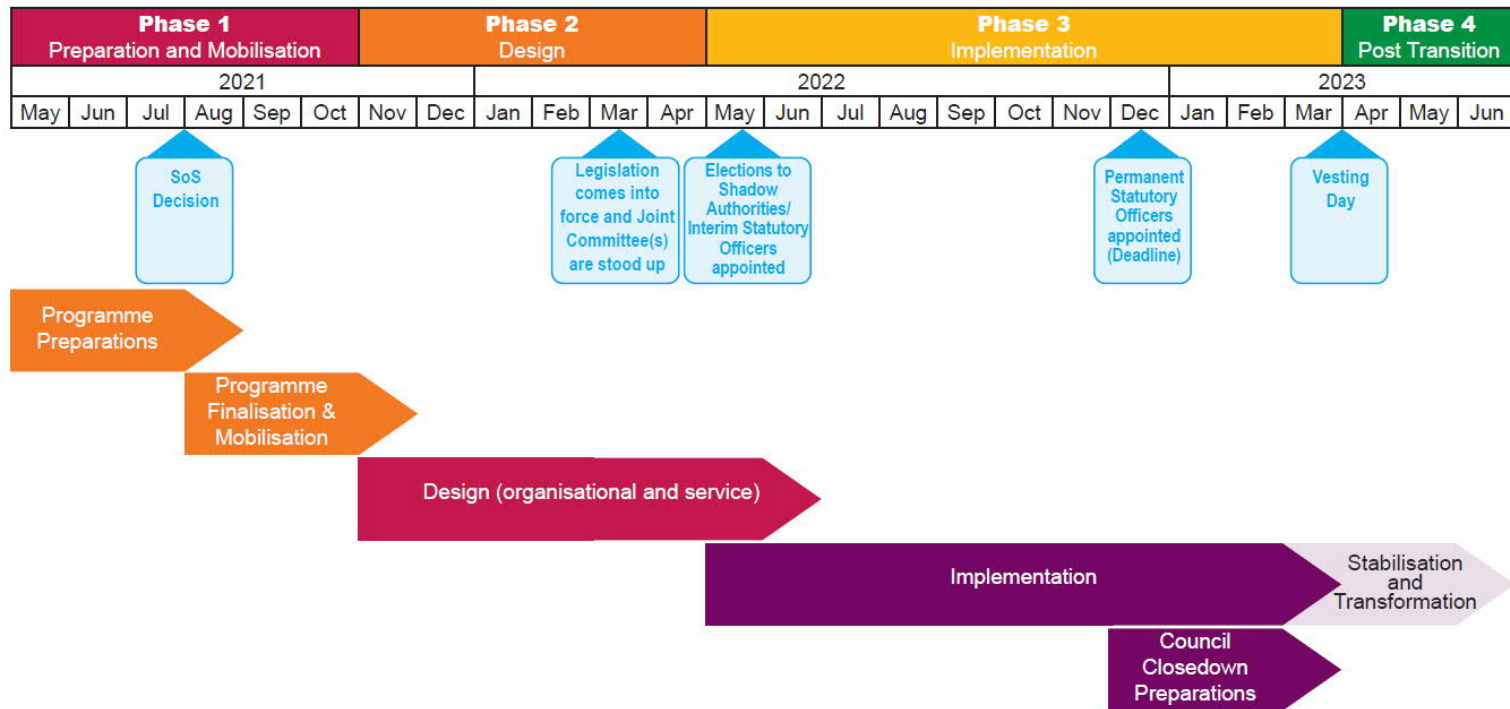 Phase 1
Preparation and Mobilisation
Phase 2
Design
Phase 3
Implementation
Phase 4
Post Transition
2021
2022
2023
May Jun Jul Aug Sep Oct Nov Dec Jan Feb Mar Apr May Jun Jul Aug Sep Oct Nov Dec Jan Feb Mar Apr May Jun
SoS
Decision
Legislation
comes into
force and Joint
Committee(s)
are stood up
Elections to
Shadow
Authorities/
Interim Statutory
Officers
appointed
Permanent
Statutory
Officers
appointed
(Deadline)
Vesting
Day
Programme
Preparations
Programme
Finalisation &
Mobilisation
Design (organisational and service)
Implementation
Stabilisation
and
Transformation
Council
Closedown
Preparations